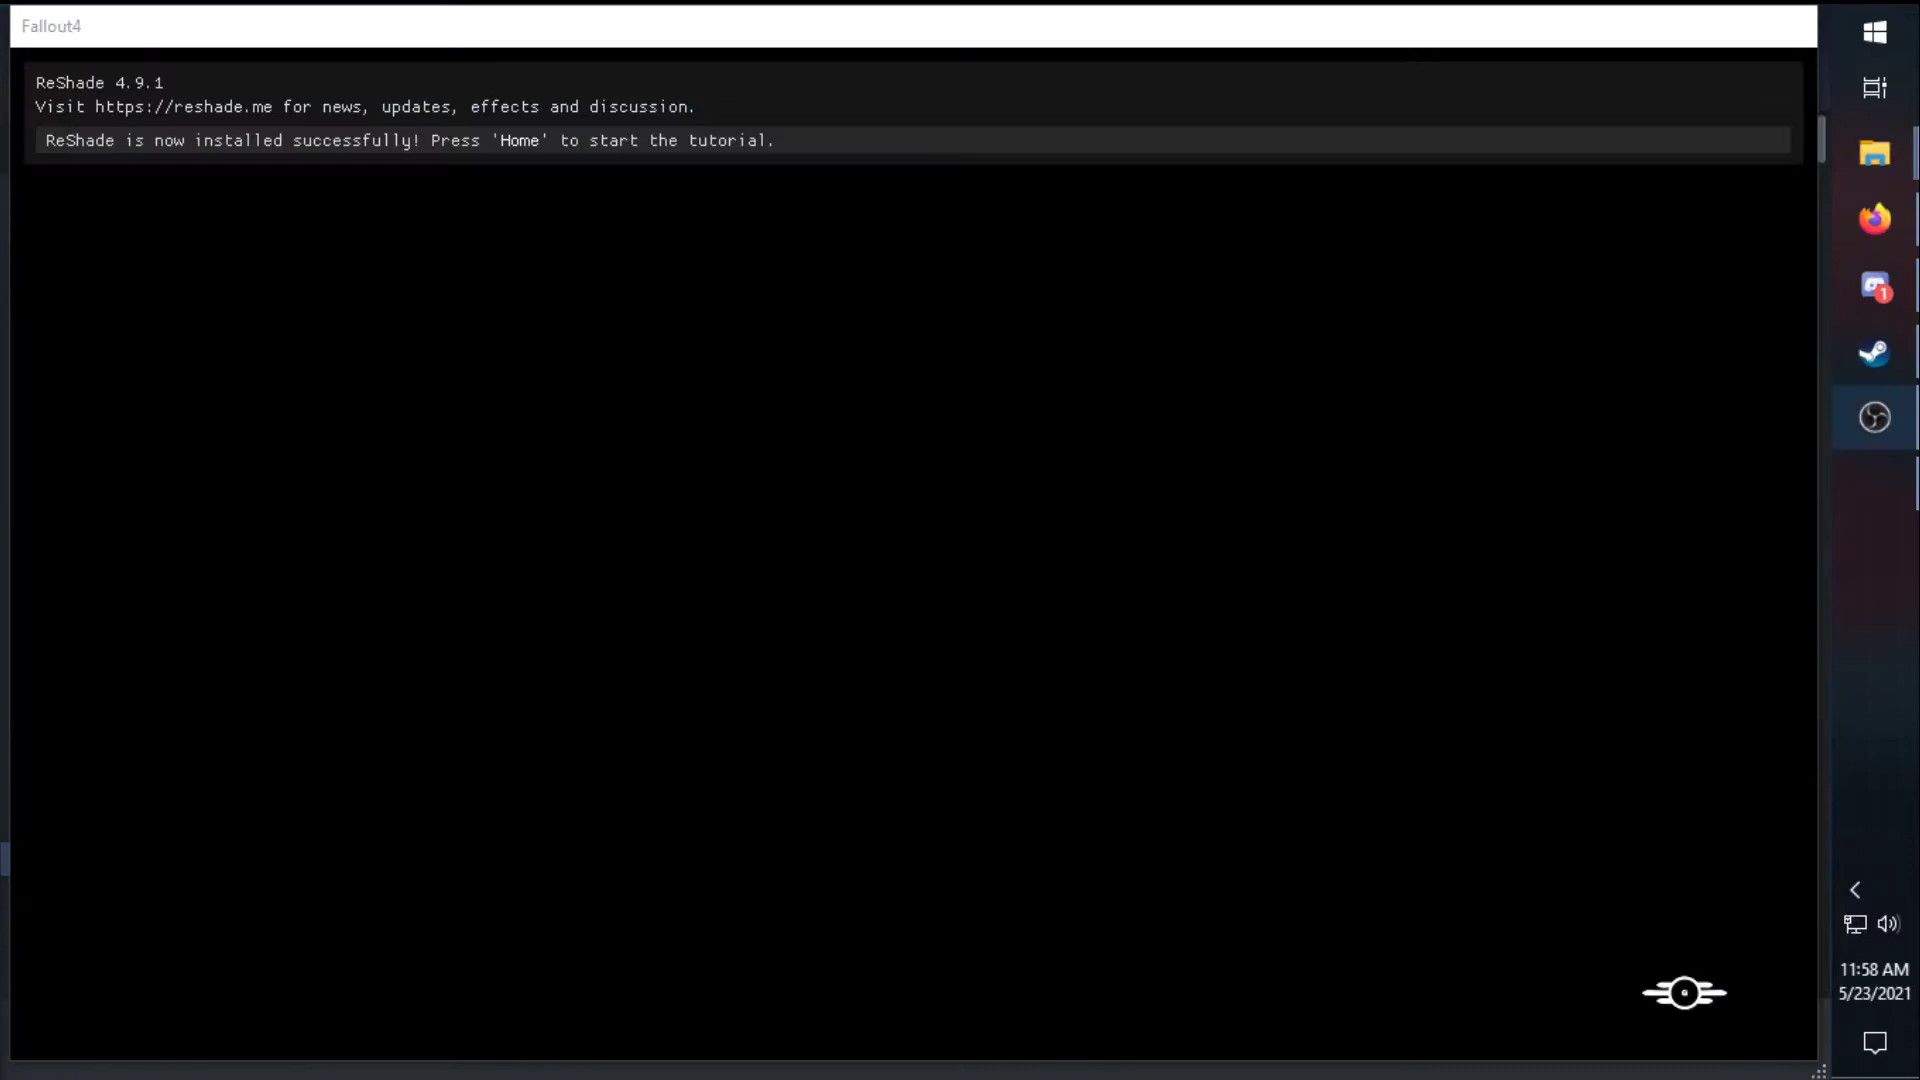 Fallout4
ReShade 4.9.1
Visit https://reshade.me for news, updates, effects and discussion.
ReShade is now installed successfully! Press 'Home' to start the tutorial.
1
11:58 AM
5/23/2021